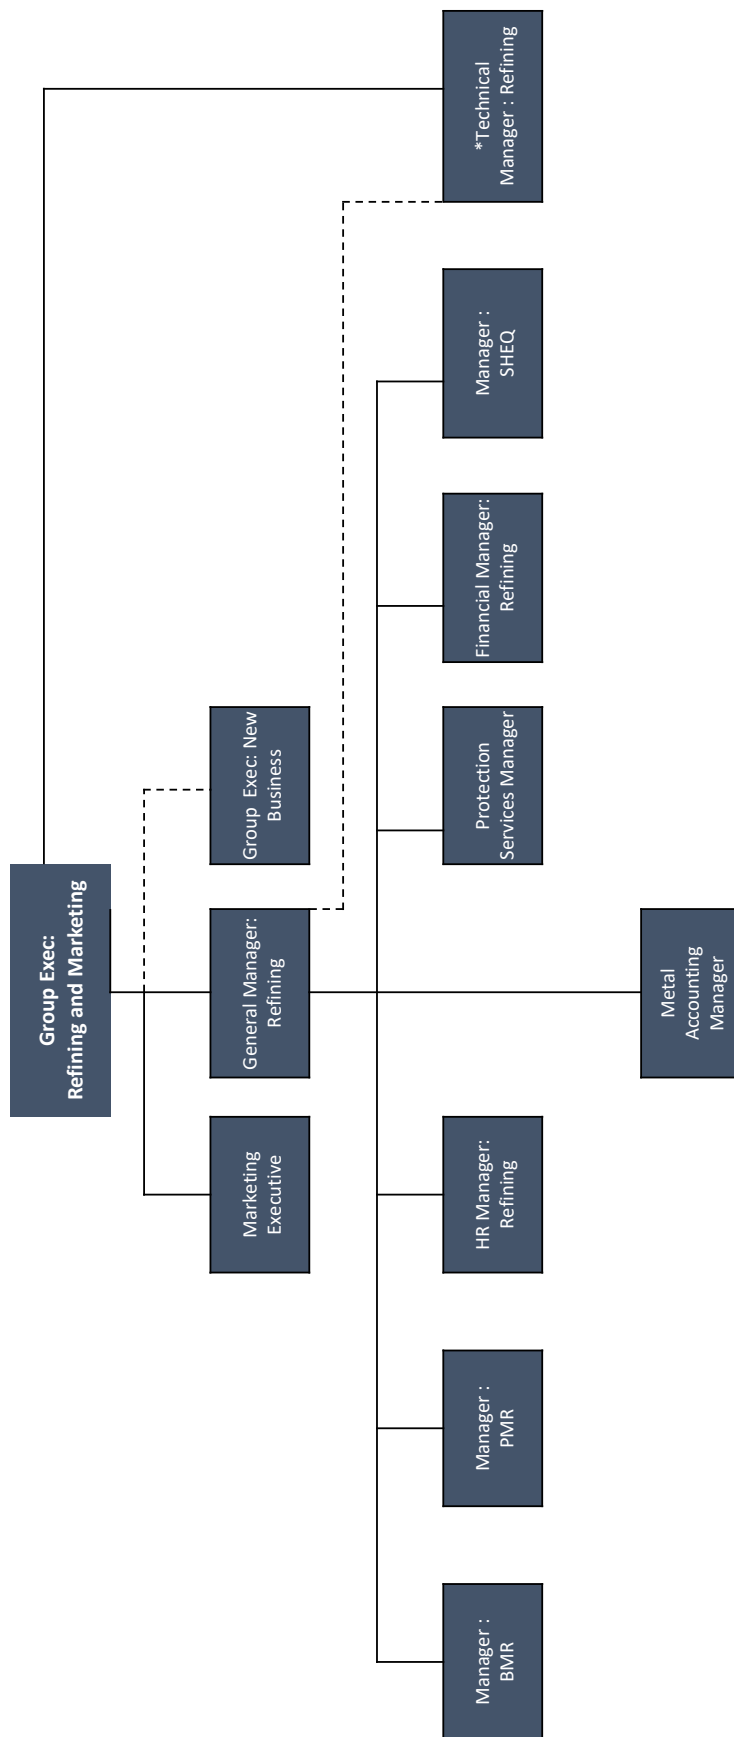 Group Exec:
Refining and Marketing
Marketing
Executive
General Manager:
Refining
Group Exec: New
Business
Manager :
BMR
Manager :
PMR
HR Manager:
Refining
Protection
Services Manager
Financial Manager:
Refining
Manager :
SHEQ
*Technical
Manager : Refining
Metal
Accounting
Manager